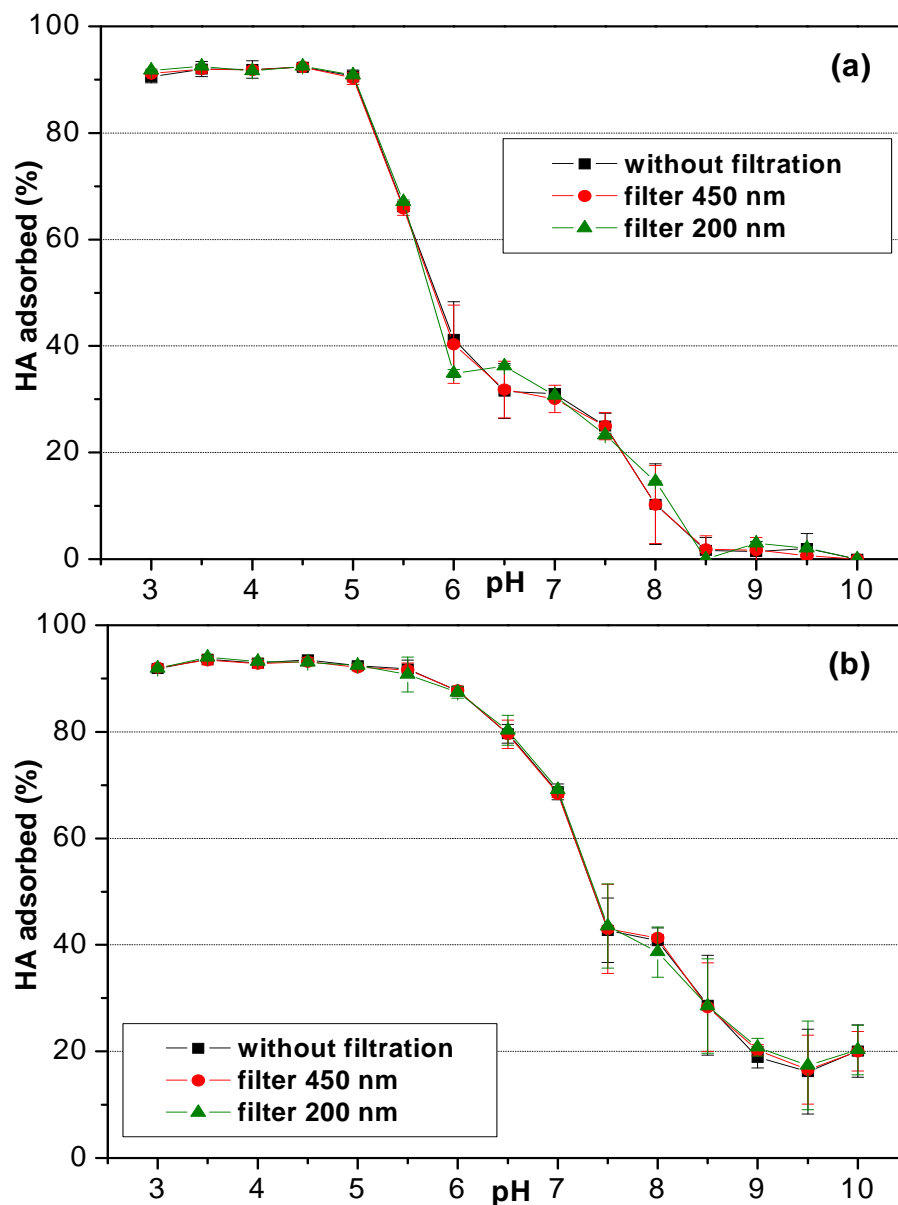 100
(a)
80
60
40
20
0
HA adsorbed (%)
without filtration
filter 450 nm
filter 200 nm
3 4 5 6 7 8 9 10
pH
100
(b)
80
60
40
20
0
HA adsorbed (%)
without filtration
filter 450 nm
filter 200 nm
3 4 5 6 7 8 9 10
pH